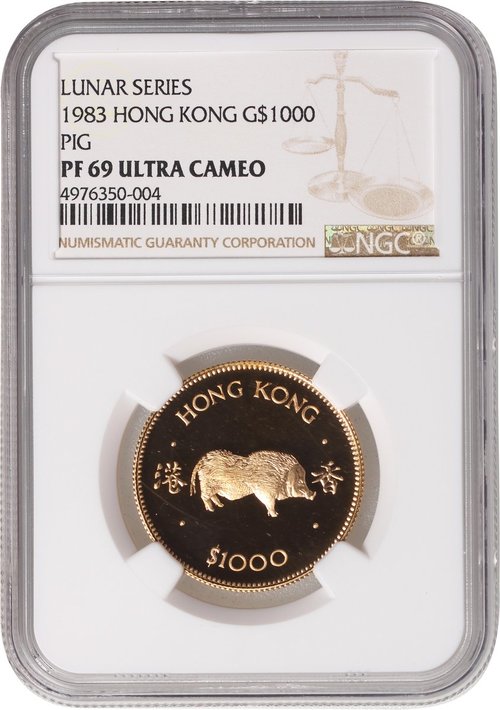 LUNAR SERIES
1983 HONG KONG G$1000
PIG
PF 69 ULTRA CAMEO
4976350-004
NUMISMATIC GUARANTY CORPORATION
NGC®
HONG KONG
港 香
$1000